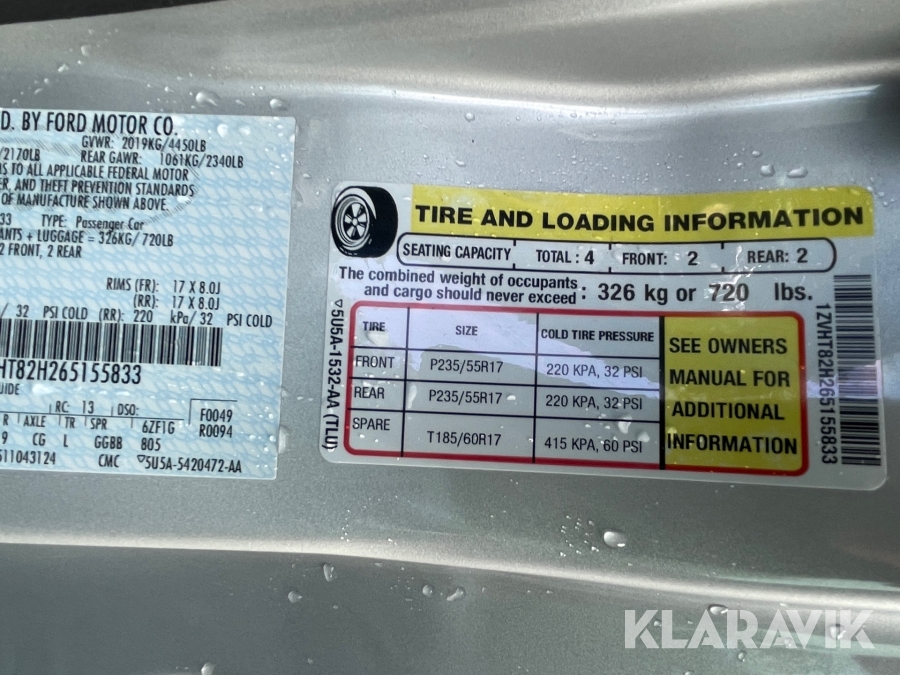 D. BY FORD MOTOR CO.
GVWR: 2019KG/4450LB
/2170LB REAR GAWR: 1061KG/2340LB
S TO ALL APPLICABLE FEDERAL MOTOR
R, AND THEFT PREVENTION STANDARDS
OF MANUFACTURE SHOWN ABOVE.
33 TYPE: Passenger Car
ANTS + LUGGAGE = 326KG/ 720LB
2 FRONT, 2 REAR
RIMS (FR): 17 X 8.0J
(RR): 17 X 8.0J
/ 32 PSI COLD (RR): 220 kPa/ 32 PSI COLD
HT82H265155833
UIDE
RC: 13 DSO:
F0049
R AXLE TR SPR 6ZF1G R0094
9 CG L GGBB 805
511043124 CMC ▽5U5A-5420472-AA
TIRE AND LOADING INFORMATION
SEATING CAPACITY TOTAL : 4 FRONT: 2 REAR: 2
The combined weight of occupants
and cargo should never exceed : 326 kg or 720 lbs.
▽5U5A-1532-AA (TLU)
TIRE SIZE COLD TIRE PRESSURE
FRONT P235/55R17 220 KPA, 32 PSI
REAR P235/55R17 220 KPA, 32 PSI
SPARE T185/60R17 415 KPA, 60 PSI
SEE OWNERS
MANUAL FOR
ADDITIONAL
INFORMATION
1ZVHT82H265155833
KLARAVIK